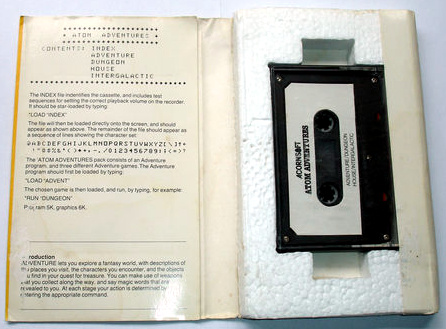 * ATOM ADVENTURES *
CONTENTS: INDEX
ADVENTURE
DUNGEON
HOUSE
INTERGALACTIC
The INDEX file indentifies the cassette, and includes test
sequences for setting the correct playback volume on the recorder.
It should be star-loaded by typing:
*LOAD "INDEX"
The file will then be loaded directly onto the screen, and should
appear as shown above. The remainder of the file should appear as
a sequence of lines showing the character set:
@ABCDEFGHIJKLMNOPQRSTUVWXYZ[\]↑←
!"#$%&'()*+,-./0123456789:;<=>?
The 'ATOM ADVENTURES pack consists of an Adventure
program, and three different Adventure games. The Adventure
program should first be loaded by typing:
*LOAD "ADVENT"
The chosen game is then loaded, and run, by typing, for example:
*RUN "DUNGEON"
ram 5K, graphics 6K.
roduction
ADVENTURE lets you explore a fantasy world, with descriptions of
places you visit, the characters you encounter, and the objects
find in your quest for treasure. You can make use of weapons
you collect along the way, and say magic words that are
revealed to you. At each stage your action is determined by
entering the appropriate command.
ACORNSOFT
ATOM ADVENTURES
ADVENTURE/DUNGEON
HOUSE/INTERGALACTIC